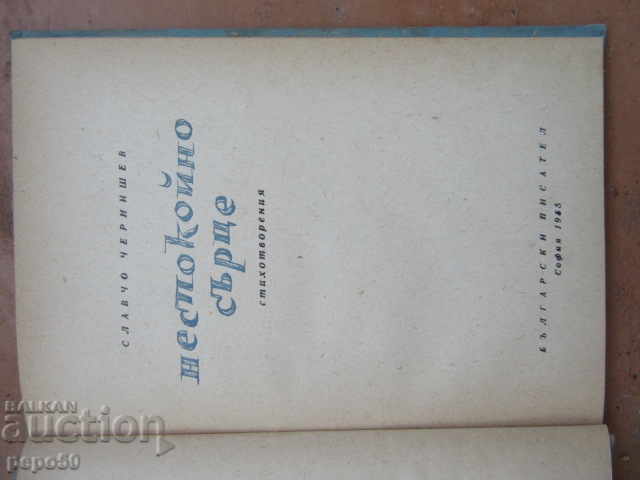 СЛАВЧО ЧЕРНИШЕВ
неспокойно
сърце
стихотворения
БЪЛГАРСКИ ПИСАТЕЛ
София 1965
BALKAN
auction
pepo50